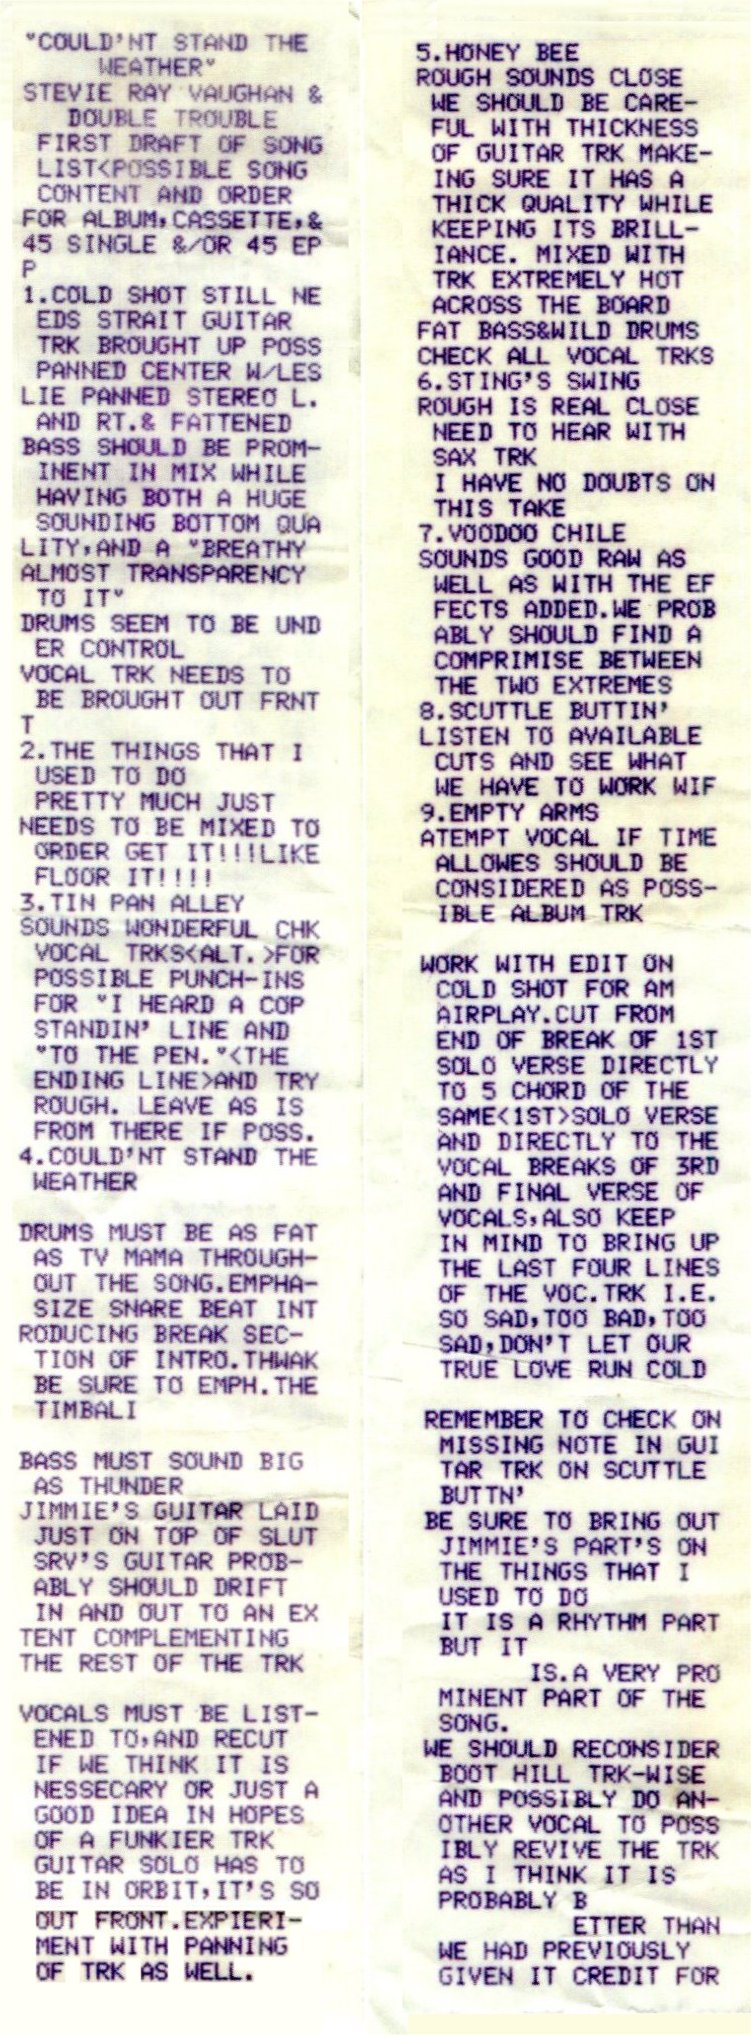 "COULD'NT STAND THE
WEATHER"
STEVIE RAY VAUGHAN &
DOUBLE TROUBLE
FIRST DRAFT OF SONG
LIST<POSSIBLE SONG
CONTENT AND ORDER
FOR ALBUM,CASSETTE,&
45 SINGLE &/OR 45 EP
P
1.COLD SHOT STILL NE
EDS STRAIT GUITAR
TRK BROUGHT UP POSS
PANNED CENTER W/LES
LIE PANNED STEREO L.
AND RT.& FATTENED
BASS SHOULD BE PROM-
INENT IN MIX WHILE
HAVING BOTH A HUGE
SOUNDING BOTTOM QUA
LITY,AND A "BREATHY
ALMOST TRANSPARENCY
TO IT"
DRUMS SEEM TO BE UND
ER CONTROL
VOCAL TRK NEEDS TO
BE BROUGHT OUT FRNT
T
2.THE THINGS THAT I
USED TO DO
PRETTY MUCH JUST
NEEDS TO BE MIXED TO
ORDER GET IT!!!LIKE
FLOOR IT!!!!
3.TIN PAN ALLEY
SOUNDS WONDERFUL CHK
VOCAL TRKS<ALT.>FOR
POSSIBLE PUNCH-INS
FOR "I HEARD A COP
STANDIN' LINE AND
"TO THE PEN."<THE
ENDING LINE>AND TRY
ROUGH. LEAVE AS IS
FROM THERE IF POSS.
4.COULD'NT STAND THE
WEATHER
DRUMS MUST BE AS FAT
AS TV MAMA THROUGH-
OUT THE SONG.EMPHA-
SIZE SNARE BEAT INT
RODUCING BREAK SEC-
TION OF INTRO.THWAK
BE SURE TO EMPH.THE
TIMBALI
BASS MUST SOUND BIG
AS THUNDER
JIMMIE'S GUITAR LAID
JUST ON TOP OF SLUT
SRV'S GUITAR PROB-
ABLY SHOULD DRIFT
IN AND OUT TO AN EX
TENT COMPLEMENTING
THE REST OF THE TRK
VOCALS MUST BE LIST-
ENED TO,AND RECUT
IF WE THINK IT IS
NESSECARY OR JUST A
GOOD IDEA IN HOPES
OF A FUNKIER TRK
GUITAR SOLO HAS TO
BE IN ORBIT,IT'S SO
OUT FRONT.EXPIERI-
MENT WITH PANNING
OF TRK AS WELL.
5.HONEY BEE
ROUGH SOUNDS CLOSE
WE SHOULD BE CARE-
FUL WITH THICKNESS
OF GUITAR TRK MAKE-
ING SURE IT HAS A
THICK QUALITY WHILE
KEEPING ITS BRILL-
IANCE. MIXED WITH
TRK EXTREMELY HOT
ACROSS THE BOARD
FAT BASS&WILD DRUMS
CHECK ALL VOCAL TRKS
6.STING'S SWING
ROUGH IS REAL CLOSE
NEED TO HEAR WITH
SAX TRK
I HAVE NO DOUBTS ON
THIS TAKE
7.VOODOO CHILE
SOUNDS GOOD RAW AS
WELL AS WITH THE EF
FECTS ADDED.WE PROB
ABLY SHOULD FIND A
COMPRIMISE BETWEEN
THE TWO EXTREMES
8.SCUTTLE BUTTIN'
LISTEN TO AVAILABLE
CUTS AND SEE WHAT
WE HAVE TO WORK WIF
9.EMPTY ARMS
ATEMPT VOCAL IF TIME
ALLOWES SHOULD BE
CONSIDERED AS POSS-
IBLE ALBUM TRK
WORK WITH EDIT ON
COLD SHOT FOR AM
AIRPLAY.CUT FROM
END OF BREAK OF 1ST
SOLO VERSE DIRECTLY
TO 5 CHORD OF THE
SAME<1ST>SOLO VERSE
AND DIRECTLY TO THE
VOCAL BREAKS OF 3RD
AND FINAL VERSE OF
VOCALS,ALSO KEEP
IN MIND TO BRING UP
THE LAST FOUR LINES
OF THE VOC.TRK I.E.
SO SAD,TOO BAD,TOO
SAD,DON'T LET OUR
TRUE LOVE RUN COLD
REMEMBER TO CHECK ON
MISSING NOTE IN GUI
TAR TRK ON SCUTTLE
BUTTN'
BE SURE TO BRING OUT
JIMMIE'S PART'S ON
THE THINGS THAT I
USED TO DO
IT IS A RHYTHM PART
BUT IT
IS.A VERY PRO
MINENT PART OF THE
SONG.
WE SHOULD RECONSIDER
BOOT HILL TRK-WISE
AND POSSIBLY DO AN-
OTHER VOCAL TO POSS
IBLY REVIVE THE TRK
AS I THINK IT IS
PROBABLY B
ETTER THAN
WE HAD PREVIOUSLY
GIVEN IT CREDIT FOR